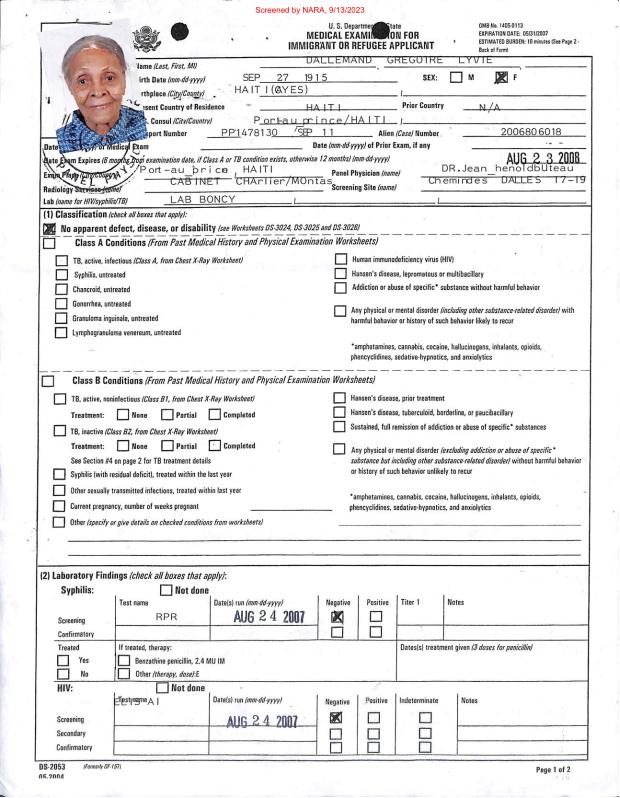 Screened by NARA, 9/13/2023
U. S. Department State
MEDICAL EXAMINATION FOR
IMMIGRANT OR REFUGEE APPLICANT
OMB No. 1405-0113
EXPIRATION DATE: 05/31/2007
ESTIMATED BURDEN: 10 minutes (See Page 2 - Back of Form)
Name (Last, First, MI) DALLEMAND GREGOIRE LYVIE
Birth Date (mm-dd-yyyy) SEP 27 1915 SEX: M F
Birthplace (City/Country) HAITI(CAYES)
Present Country of Residence HAITI Prior Country N/A
U.S. Consul (City/Country) Port-au prince/HAITI
Passport Number PP1478130 SEP 11 Alien (Case) Number 2006806018
Date of Medical Exam Date (mm-dd-yyyy) of Prior Exam, if any
Date Exam Expires (6 months from examination date, if Class A or TB condition exists, otherwise 12 months) (mm-dd-yyyy) AUG 23 2008
Exam Place (City/Country) Port-au price, HAITI Panel Physician (name) DR.Jean henoldbuteau
Radiology Services (name) CABINET CHArlier/MOntas Screening Site (name) Chemindes DALLES 17-19
Lab (name for HIV/syphilis/TB) LAB BONCY
(1) Classification (check all boxes that apply):
No apparent defect, disease, or disability (see Worksheets DS-3024, DS-3025 and DS-3026)
Class A Conditions (From Past Medical History and Physical Examination Worksheets)
TB, active, infectious (Class A, from Chest X-Ray Worksheet)
Syphilis, untreated
Chancroid, untreated
Gonorrhea, untreated
Granuloma inguinale, untreated
Lymphogranuloma venereum, untreated
Human immunodeficiency virus (HIV)
Hansen's disease, lepromatous or multibacillary
Addiction or abuse of specific* substance without harmful behavior
Any physical or mental disorder (including other substance-related disorder) with
harmful behavior or history of such behavior likely to recur
*amphetamines, cannabis, cocaine, hallucinogens, inhalants, opioids,
phencyclidines, sedative-hypnotics, and anxiolytics
Class B Conditions (From Past Medical History and Physical Examination Worksheets)
TB, active, noninfectious (Class B1, from Chest X-Ray Worksheet)
Treatment: None Partial Completed
TB, inactive (Class B2, from Chest X-Ray Worksheet)
Treatment: None Partial Completed
See Section #4 on page 2 for TB treatment details
Syphilis (with residual deficit), treated within the last year
Other sexually transmitted infections, treated within last year
Current pregnancy, number of weeks pregnant
Other (specify or give details on checked conditions from worksheets)
Hansen's disease, prior treatment
Hansen's disease, tuberculoid, borderline, or paucibacillary
Sustained, full remission of addiction or abuse of specific* substances
Any physical or mental disorder (excluding addiction or abuse of specific*
substance but including other substance-related disorder) without harmful behavior
or history of such behavior unlikely to recur
*amphetamines, cannabis, cocaine, hallucinogens, inhalants, opioids,
phencyclidines, sedative-hypnotics, and anxiolytics
(2) Laboratory Findings (check all boxes that apply):
Syphilis: Not done
Test name Date(s) run (mm-dd-yyyy) Negative Positive Titer 1 Notes
Screening RPR AUG 24 2007
Confirmatory
Treated If treated, therapy: Dates(s) treatment given (3 doses for penicillin)
Yes Benzathine penicillin, 2.4 MU IM
No Other (therapy, dose):E
HIV: Not done
Test name Date(s) run (mm-dd-yyyy) Negative Positive Indeterminate Notes
Screening AUG 24 2007
Secondary
Confirmatory
DS-2053 (Formerly OF-157) Page 1 of 2
05-2004